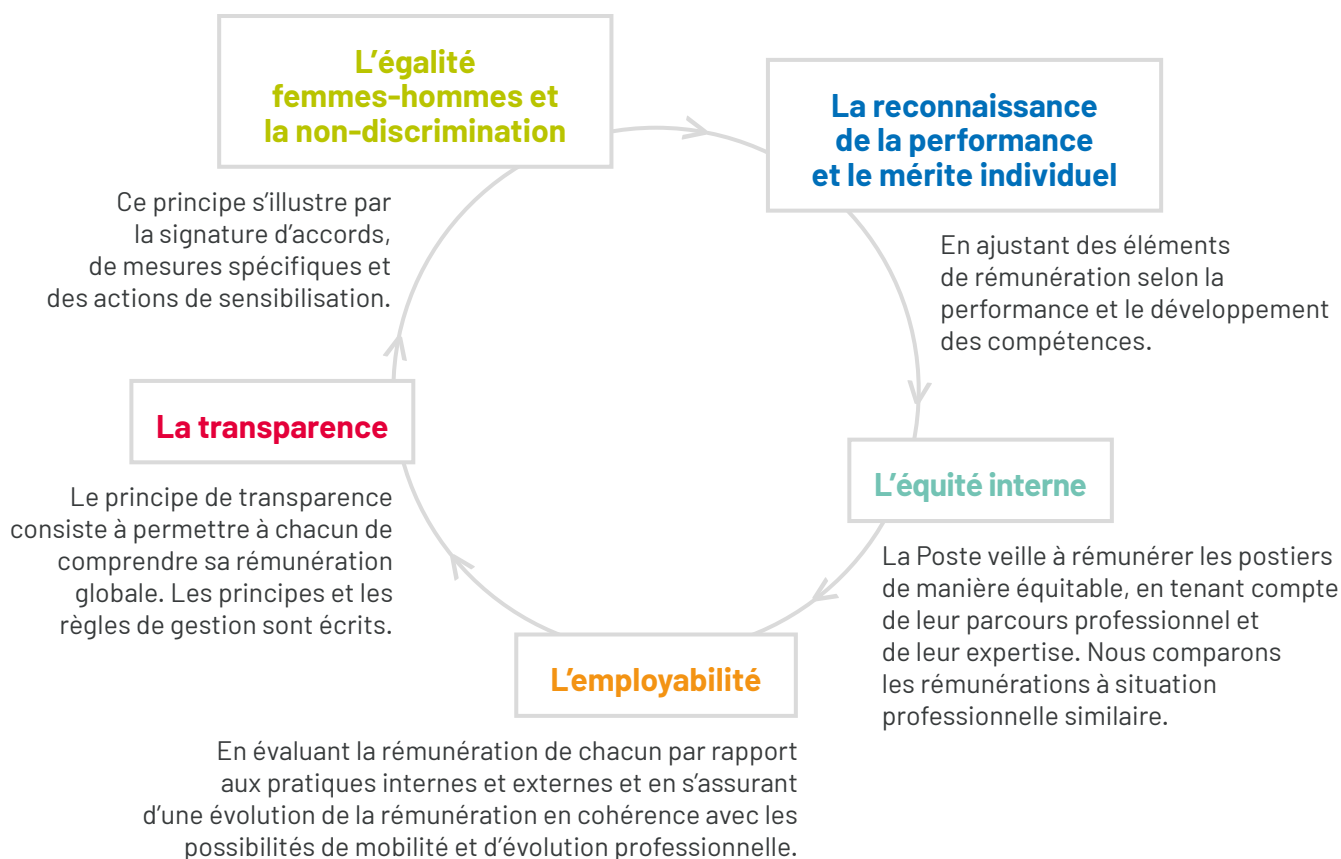 L’égalité
femmes-hommes et
la non-discrimination
Ce principe s’illustre par
la signature d’accords,
de mesures spécifiques et
des actions de sensibilisation.
La reconnaissance
de la performance
et le mérite individuel
En ajustant des éléments
de rémunération selon la
performance et le développement
des compétences.
L’équité interne
La Poste veille à rémunérer les postiers
de manière équitable, en tenant compte
de leur parcours professionnel et
de leur expertise. Nous comparons
les rémunérations à situation
professionnelle similaire.
L’employabilité
En évaluant la rémunération de chacun par rapport
aux pratiques internes et externes et en s’assurant
d’une évolution de la rémunération en cohérence avec les
possibilités de mobilité et d’évolution professionnelle.
La transparence
Le principe de transparence
consiste à permettre à chacun de
comprendre sa rémunération
globale. Les principes et les
règles de gestion sont écrits.